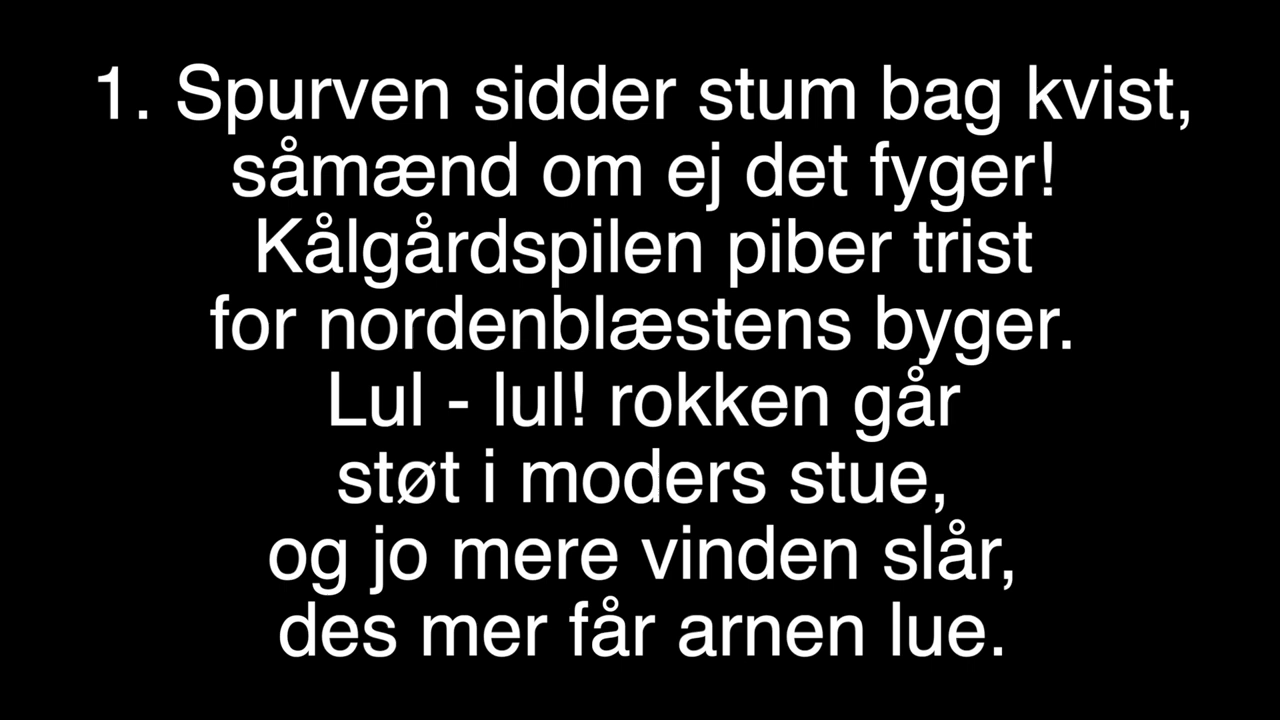 1. Spurven sidder stum bag kvist,
såmænd om ej det fyger!
Kålgårdspilen piber trist
for nordenblæstens byger.
Lul - lul! rokken går
støt i moders stue,
og jo mere vinden slår,
des mer får arnen lue.